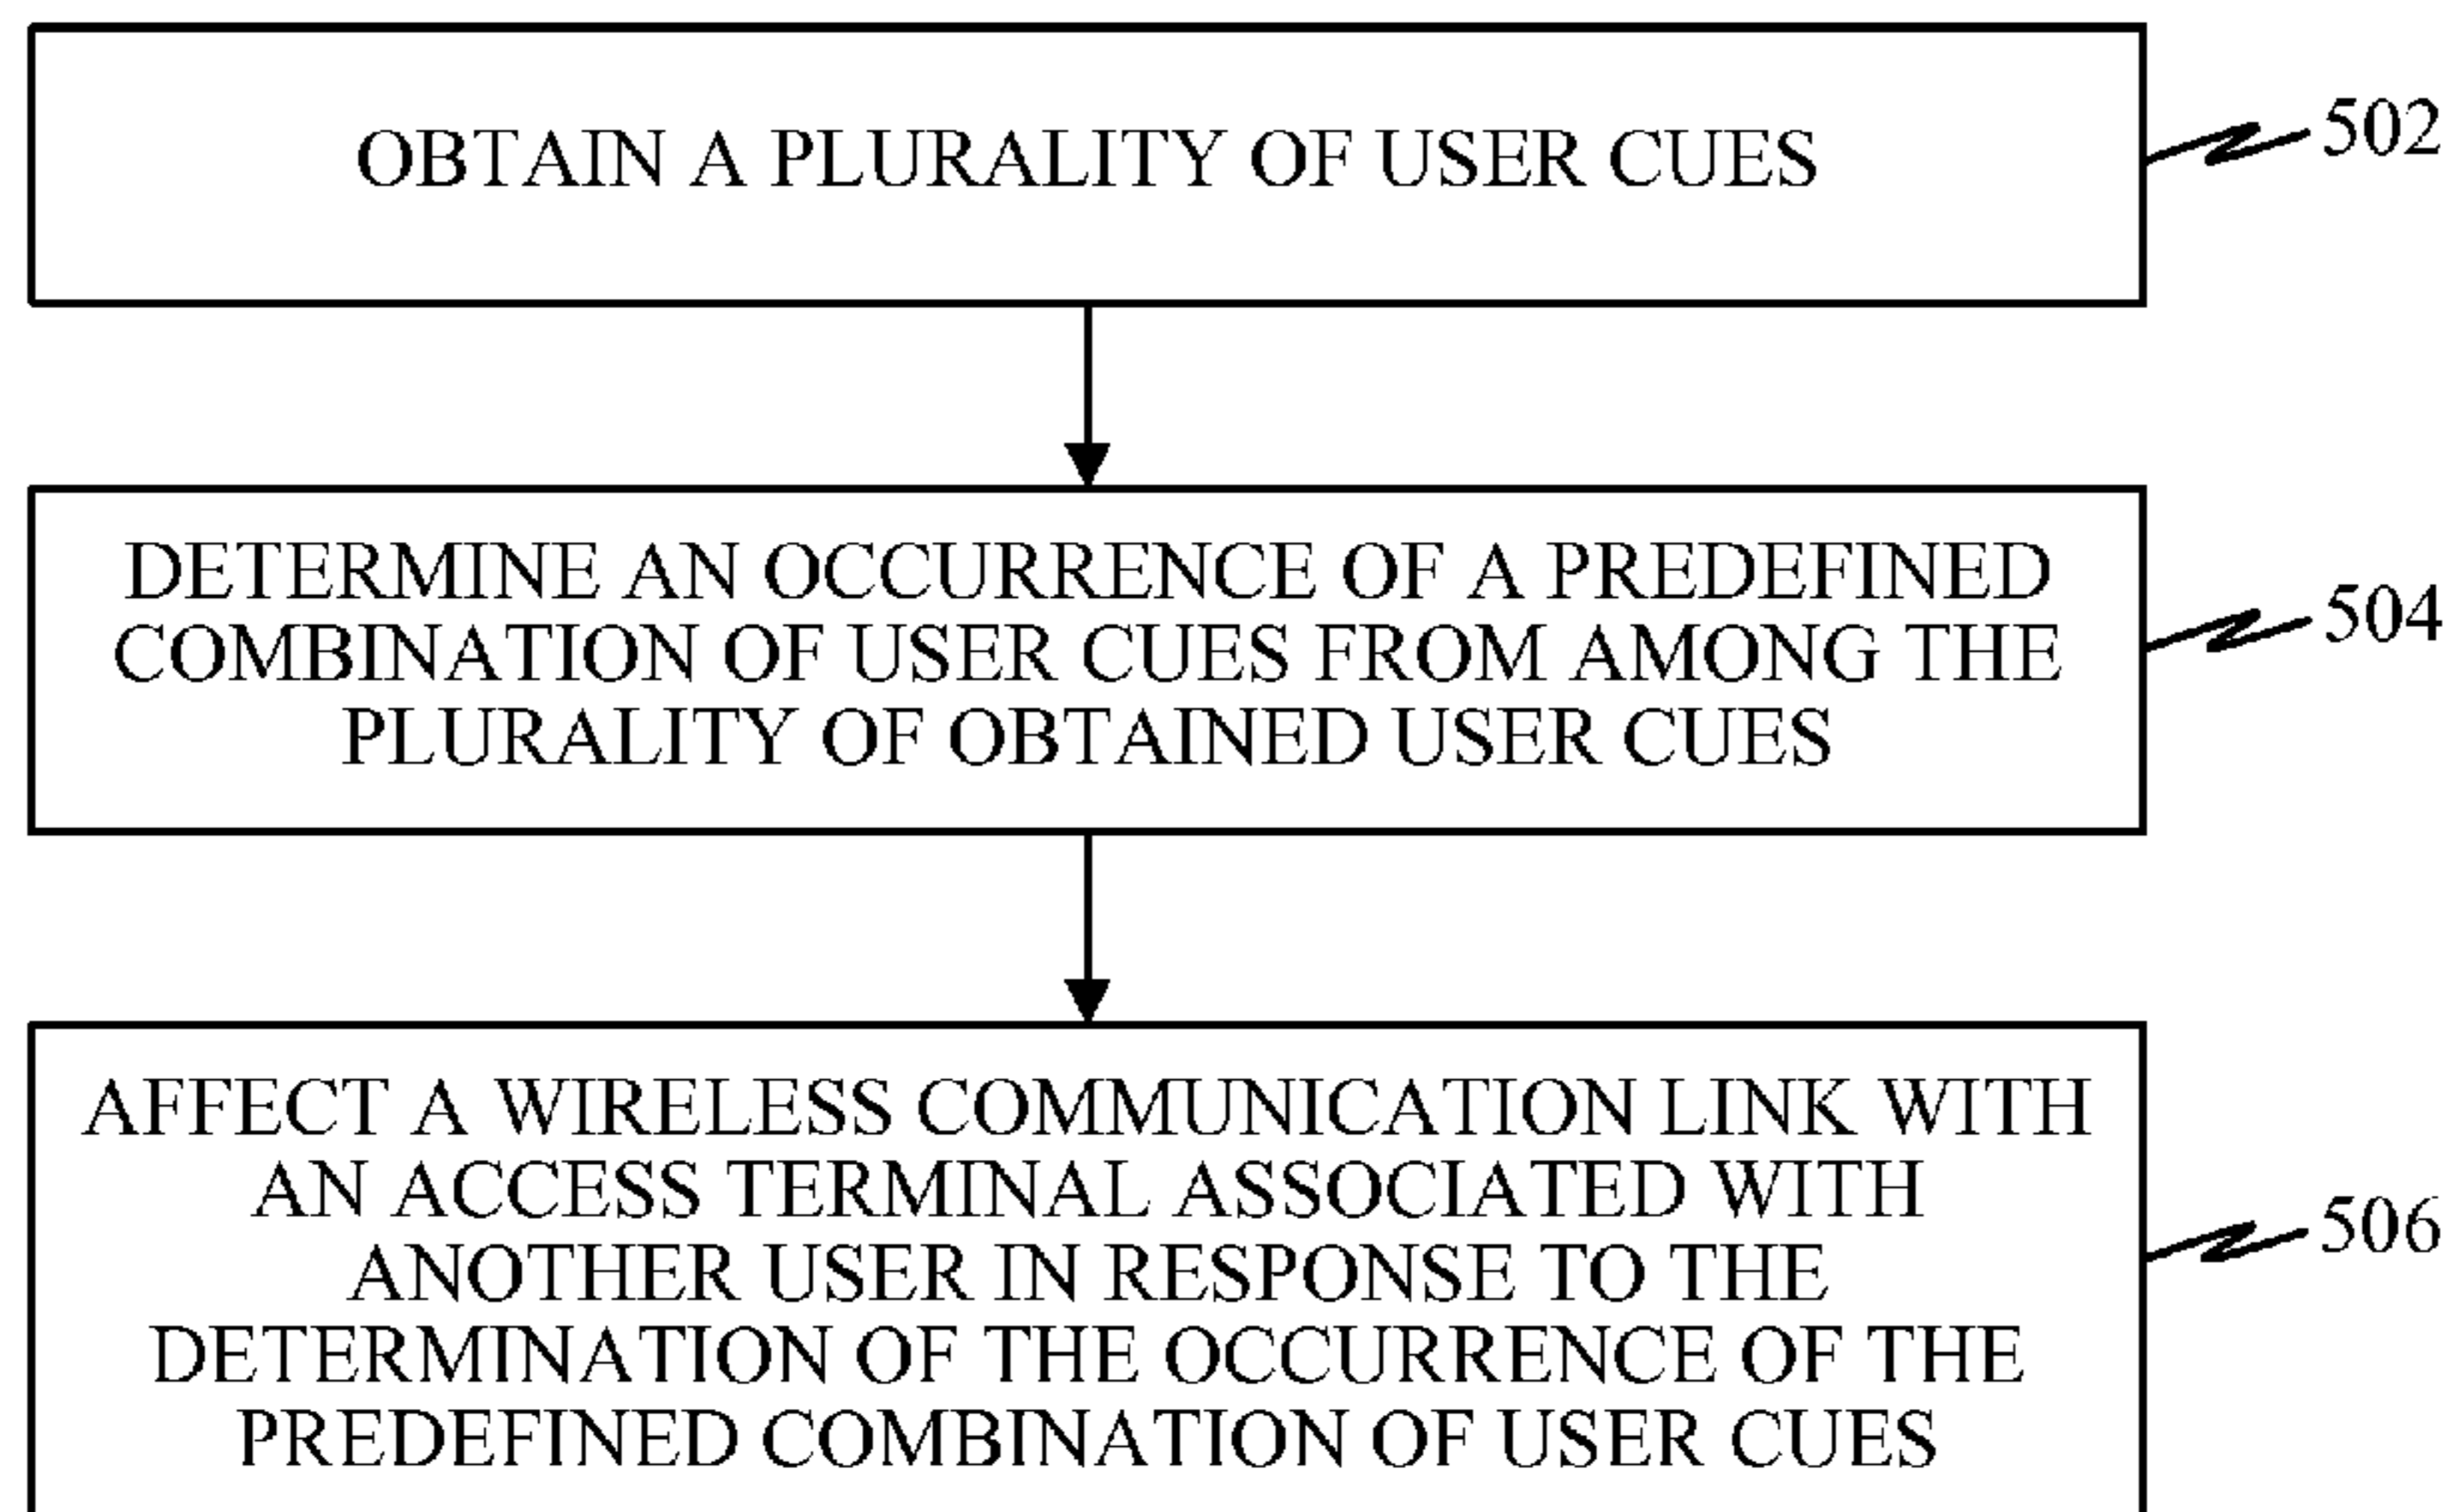 OBTAIN A PLURALITY OF USER CUES
502
DETERMINE AN OCCURRENCE OF A PREDEFINED
COMBINATION OF USER CUES FROM AMONG THE
PLURALITY OF OBTAINED USER CUES
504
AFFECT A WIRELESS COMMUNICATION LINK WITH
AN ACCESS TERMINAL ASSOCIATED WITH
ANOTHER USER IN RESPONSE TO THE
DETERMINATION OF THE OCCURRENCE OF THE
PREDEFINED COMBINATION OF USER CUES
506